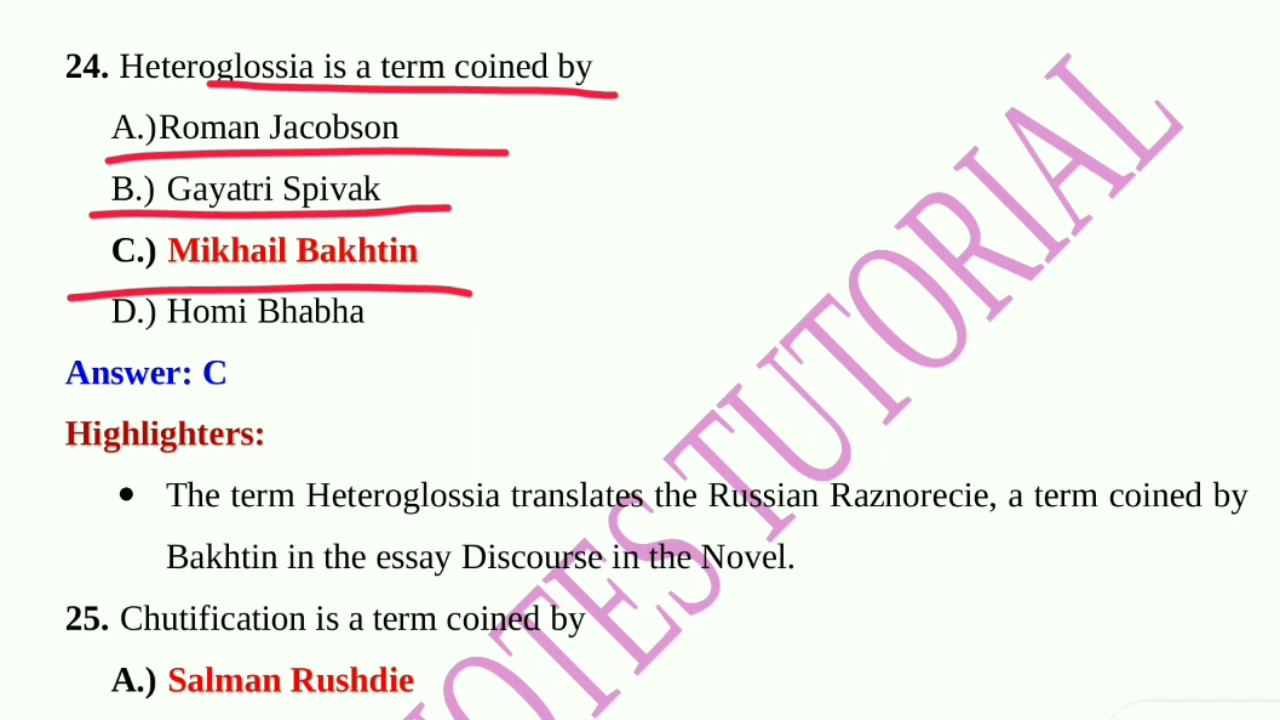 24. Heteroglossia is a term coined by
A.)Roman Jacobson
B.) Gayatri Spivak
C.) Mikhail Bakhtin
D.) Homi Bhabha
Answer: C
Highlighters:
• The term Heteroglossia translates the Russian Raznorecie, a term coined by
Bakhtin in the essay Discourse in the Novel.
25. Chutification is a term coined by
A.) Salman Rushdie
OTES TUTORIAL